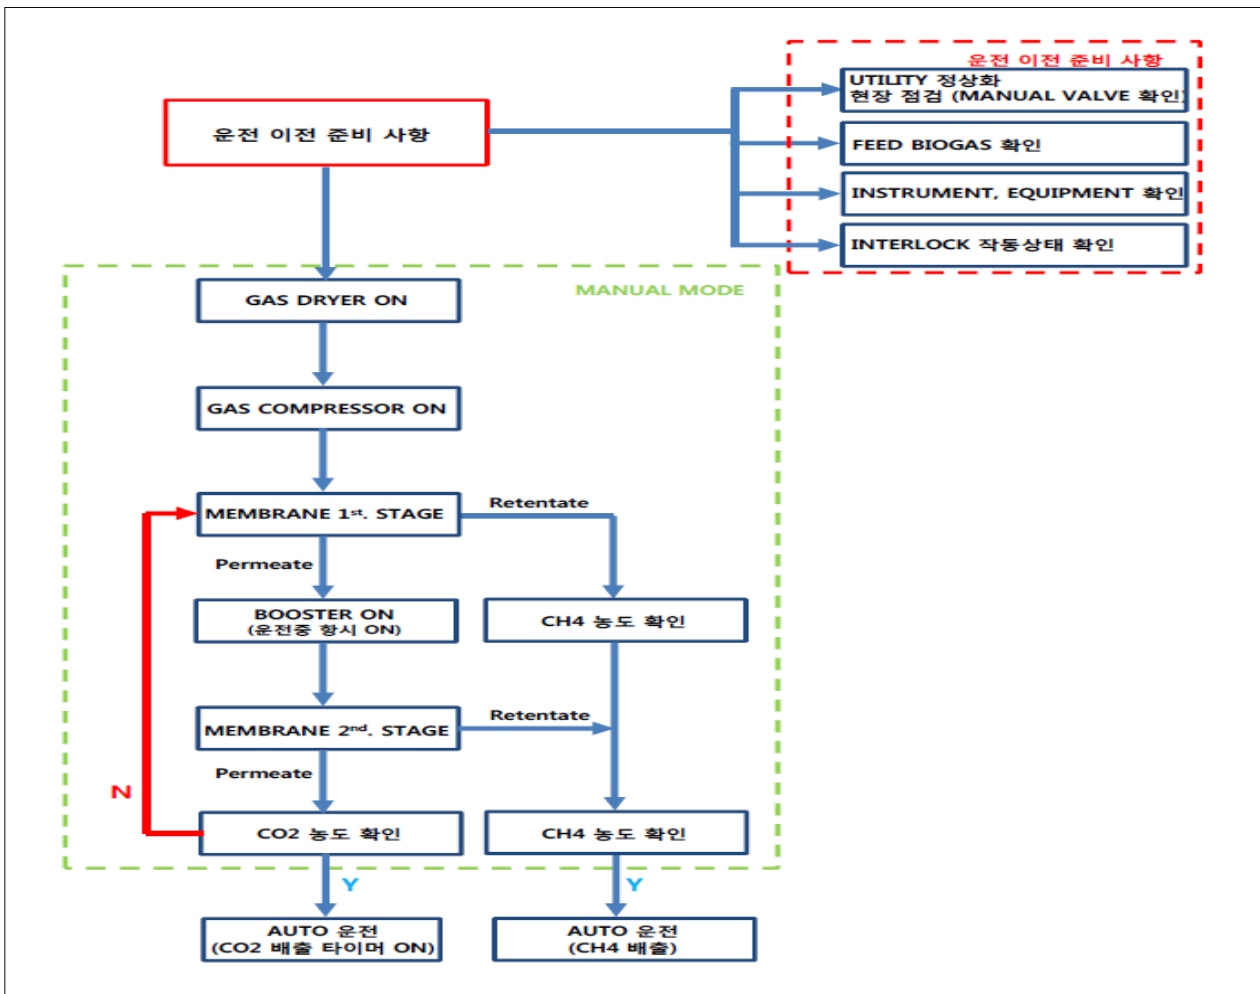 운전 이전 준비 사항
UTILITY 정상화
현장 점검 (MANUAL VALVE 확인)
운전 이전 준비 사항
FEED BIOGAS 확인
INSTRUMENT, EQUIPMENT 확인
INTERLOCK 작동상태 확인
MANUAL MODE
GAS DRYER ON
GAS COMPRESSOR ON
MEMBRANE 1st. STAGE
Retentate
Permeate
BOOSTER ON
(운전중 항시 ON)
CH4 농도 확인
MEMBRANE 2nd. STAGE
Retentate
Permeate
N
CO2 농도 확인
CH4 농도 확인
Y
Y
AUTO 운전
(CO2 배출 타이머 ON)
AUTO 운전
(CH4 배출)